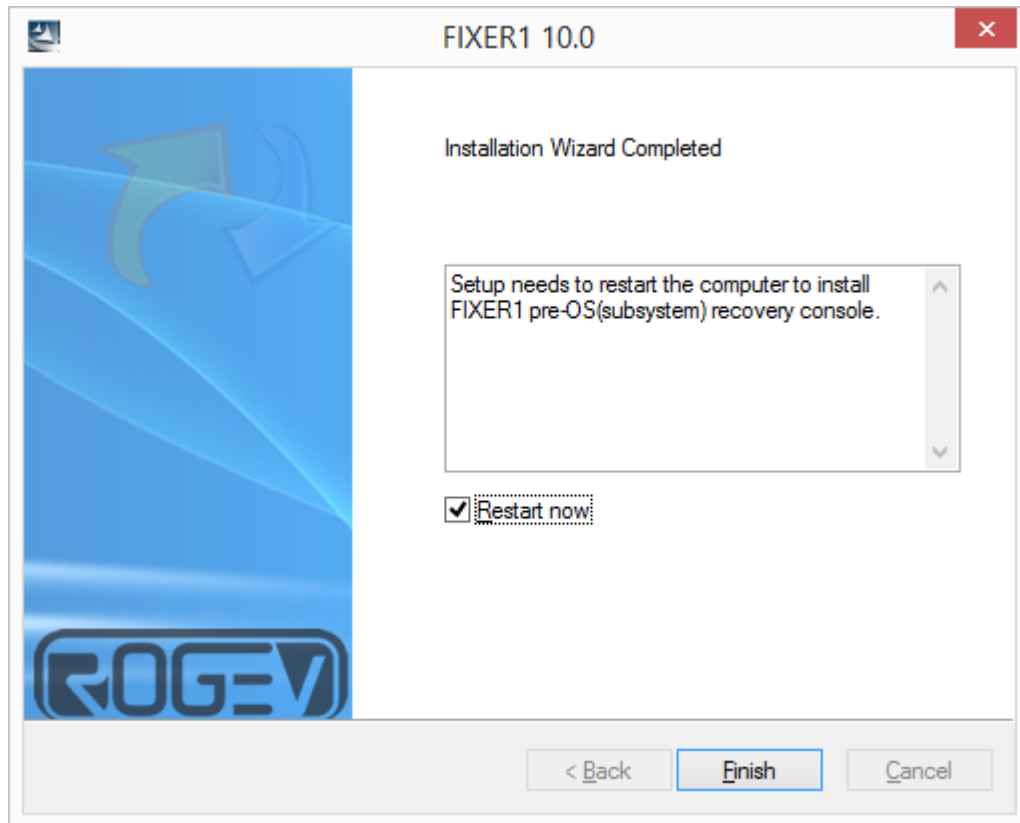 FIXER1 10.0
Installation Wizard Completed
Setup needs to restart the computer to install
FIXER1 pre-OS(subsystem) recovery console.
Restart now
ROGEV
< Back
Finish
Cancel